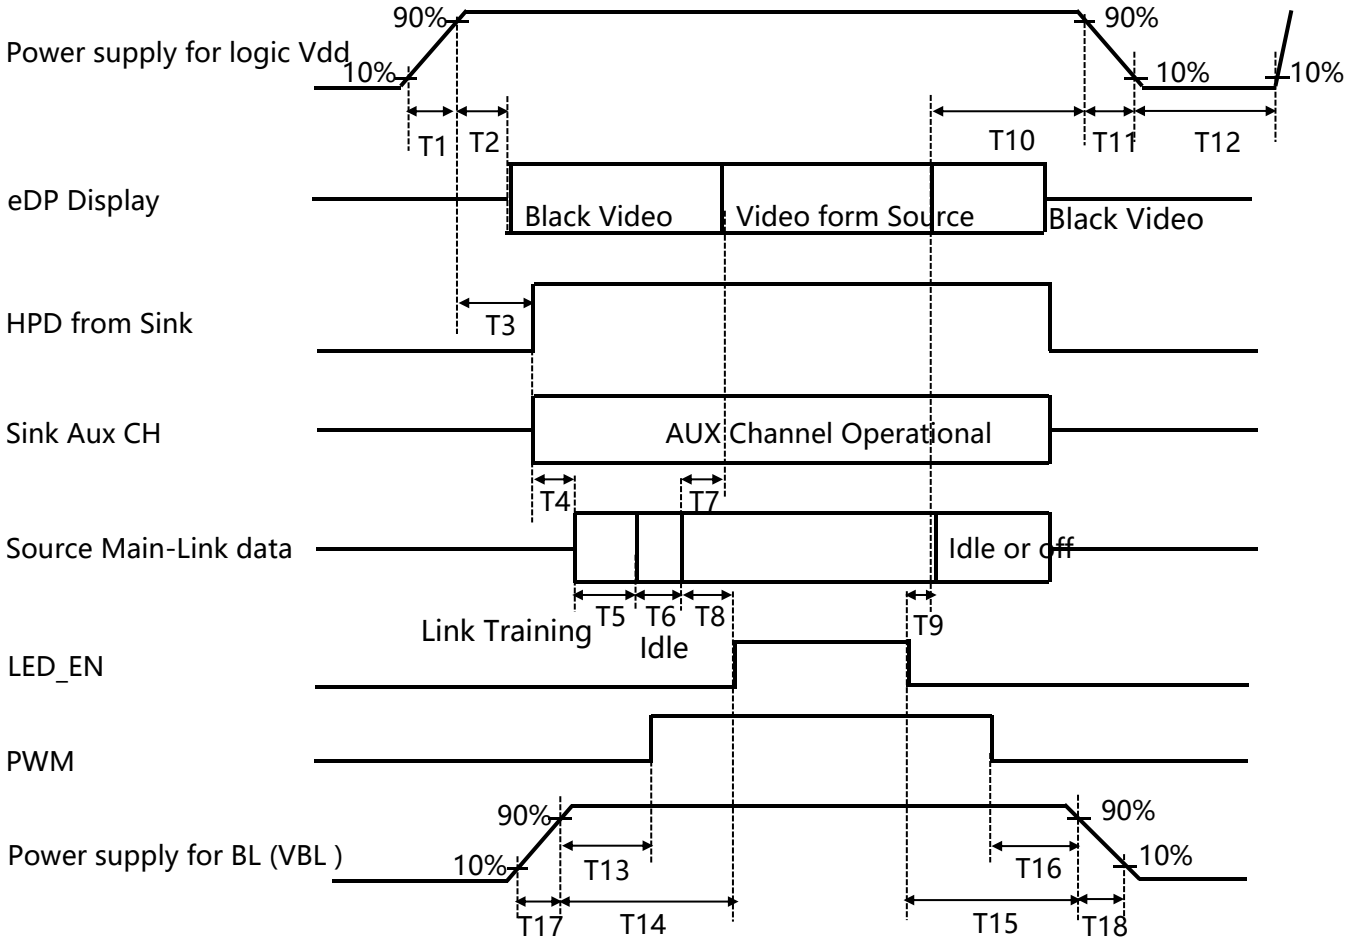 90%
90%
Power supply for logic Vdd
10%
10%
10%
T1
T2
T10
T11
T12
eDP Display
Black Video
Video form Source
Black Video
HPD from Sink
T3
Sink Aux CH
AUX Channel Operational
T4
T7
Source Main-Link data
Idle or off
Link Training
T5
T6
T8
T9
Idle
LED_EN
PWM
90%
90%
Power supply for BL (VBL )
10%
10%
T13
T16
T17
T14
T15
T18